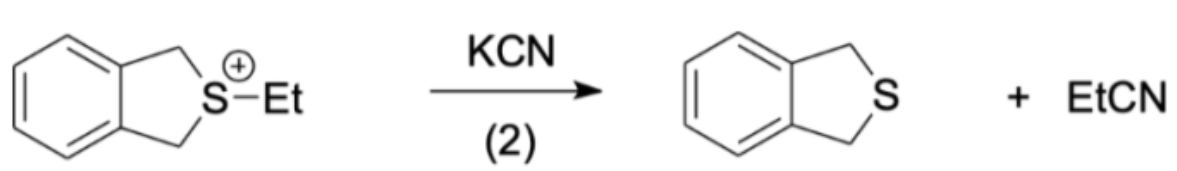 ⊕
KCN
S–Et
S
+ EtCN
(2)